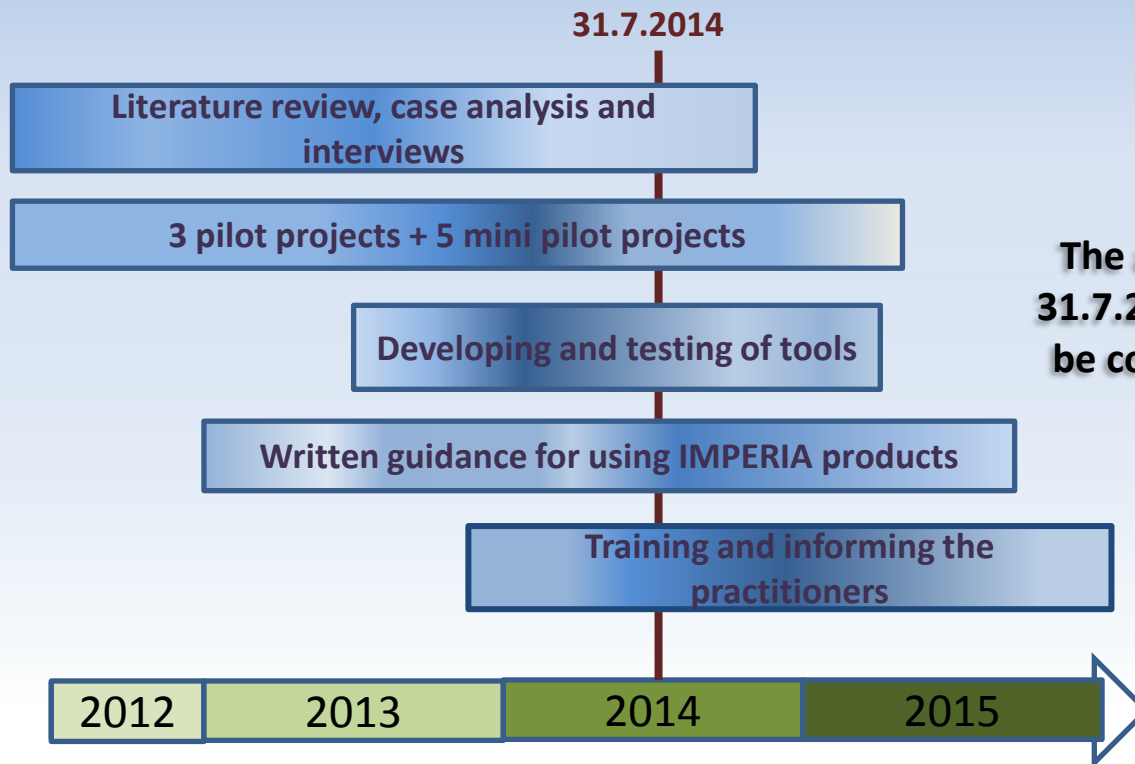 31.7.2014
Literature review, case analysis and
interviews
3 pilot projects + 5 mini pilot projects
The
31.7.2
be co
Developing and testing of tools
Written guidance for using IMPERIA products
Training and informing the
practitioners
2012 2013 2014 2015